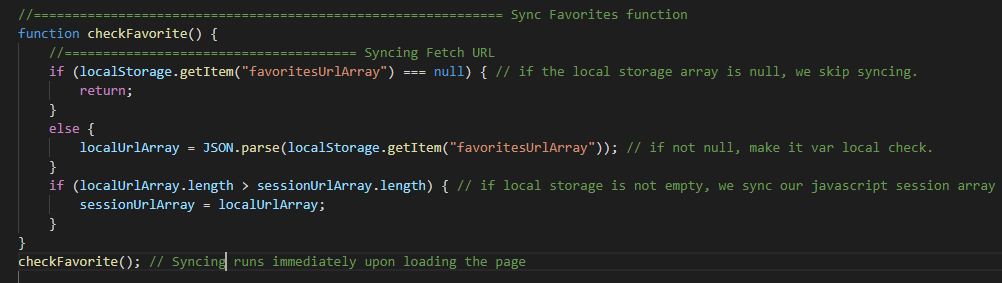 //============================================================ Sync Favorites function
function checkFavorite() {
    //===================================== Syncing Fetch URL
    if (localStorage.getItem("favoritesUrlArray") === null) { // if the local storage array is null, we skip syncing.
        return;
    }
    else {
        localUrlArray = JSON.parse(localStorage.getItem("favoritesUrlArray")); // if not null, make it var local check.
    }
    if (localUrlArray.length > sessionUrlArray.length) { // if local storage is not empty, we sync our javascript session array
        sessionUrlArray = localUrlArray;
    }
}
checkFavorite(); // Syncing runs immediately upon loading the page